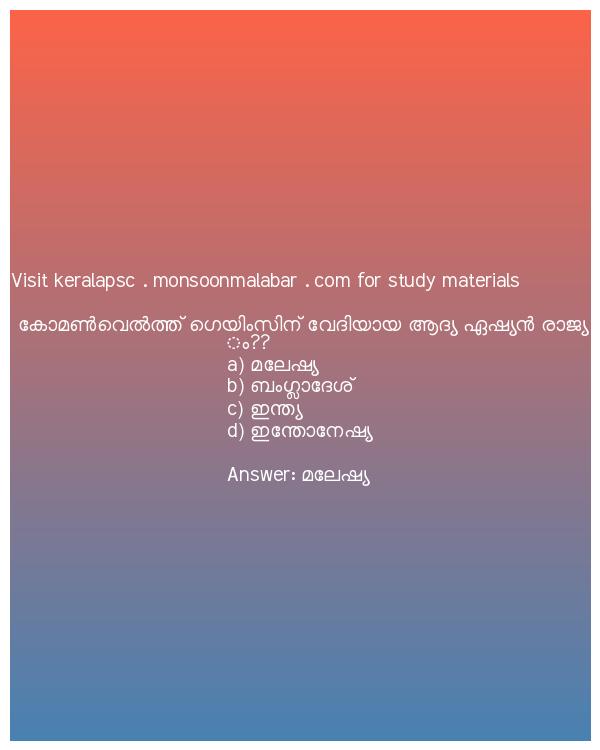 Visit keralapsc . monsoonmalabar . com for study materials
കോമൺവെൽത്ത് ഗെയിംസിന് വേദിയായ ആദ്യ ഏഷ്യൻ രാജ്യ
ം??
a) മലേഷ്യ
b) ബംഗ്ലാദേശ്
c) ഇന്ത്യ
d) ഇന്തോനേഷ്യ
Answer: മലേഷ്യ